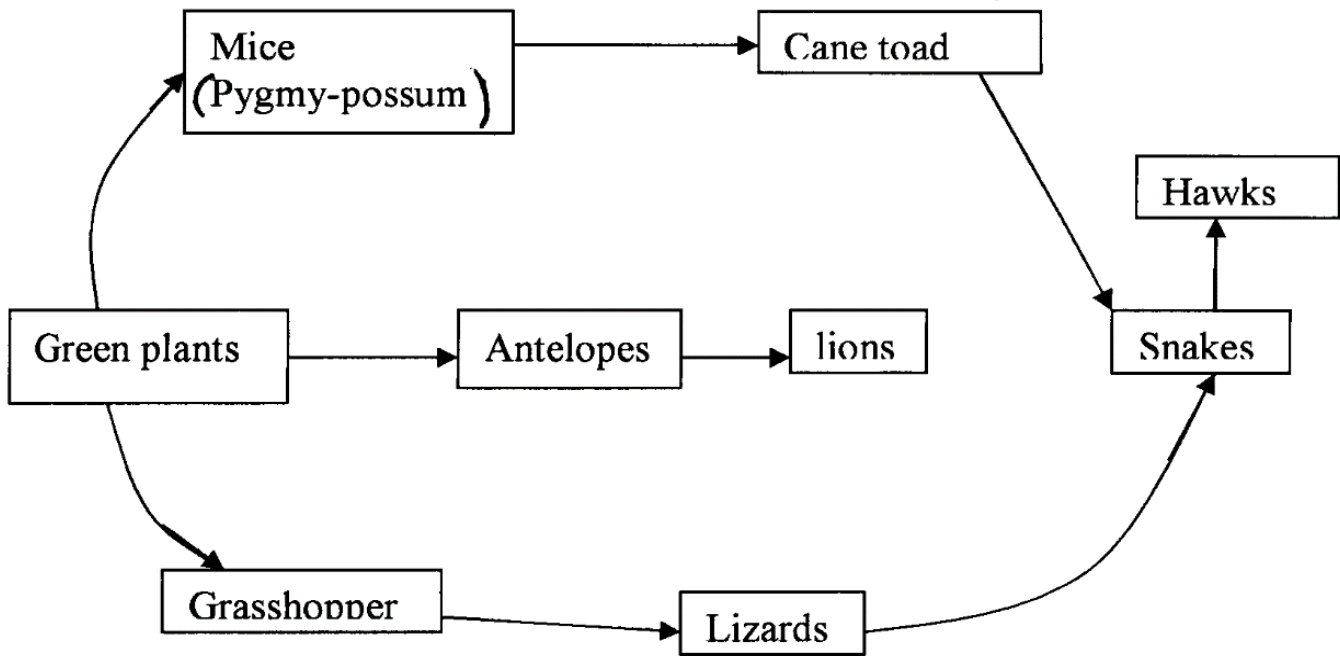 Mice
(Pygmy-possum)
Cane toad
Hawks
Green plants
Antelopes
lions
Snakes
Grasshopper
Lizards